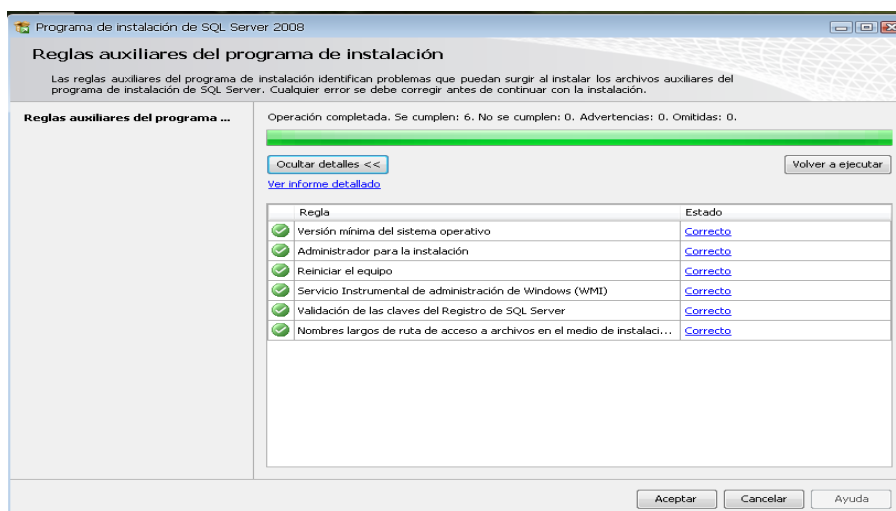 Programa de instalación de SQL Server 2008
Reglas auxiliares del programa de instalación
Las reglas auxiliares del programa de instalación identifican problemas que puedan surgir al instalar los archivos auxiliares del
programa de instalación de SQL Server. Cualquier error se debe corregir antes de continuar con la instalación.
Reglas auxiliares del programa ...
Operación completada. Se cumplen: 6. No se cumplen: 0. Advertencias: 0. Omitidas: 0.
Ocultar detalles <<
Volver a ejecutar
Ver informe detallado
Regla Estado
Versión mínima del sistema operativo Correcto
Administrador para la instalación Correcto
Reiniciar el equipo Correcto
Servicio Instrumental de administración de Windows (WMI) Correcto
Validación de las claves del Registro de SQL Server Correcto
Nombres largos de ruta de acceso a archivos en el medio de instalaci... Correcto
Aceptar Cancelar Ayuda